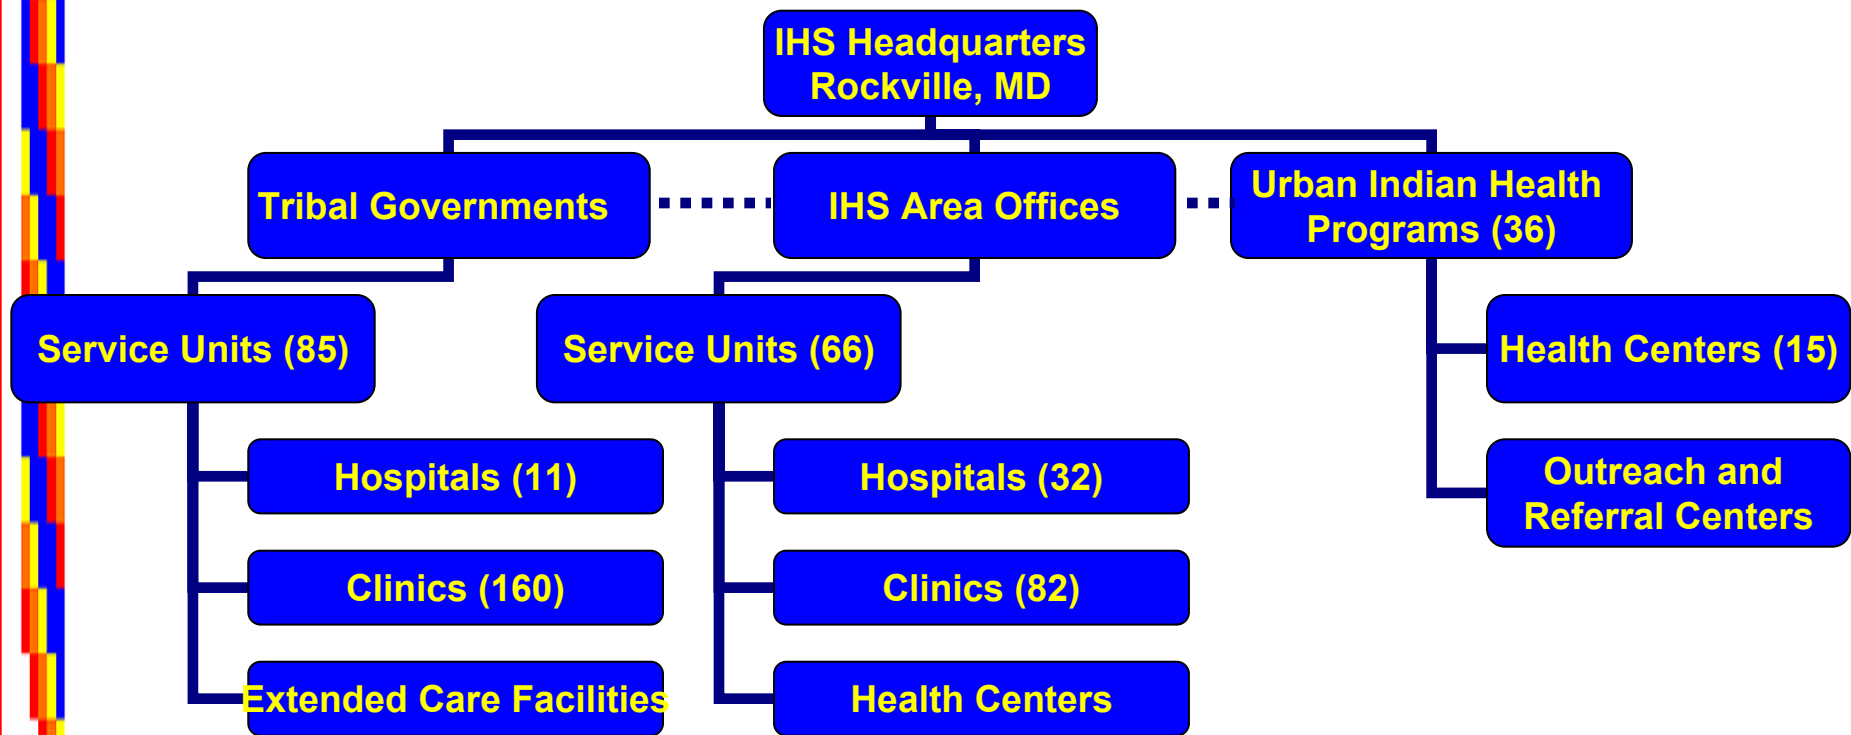 IHS Headquarters
Rockville, MD
Tribal Governments
IHS Area Offices
Urban Indian Health
Programs (36)
Service Units (85)
Service Units (66)
Health Centers (15)
Hospitals (11)
Hospitals (32)
Outreach and
Referral Centers
Clinics (160)
Clinics (82)
Extended Care Facilities
Health Centers